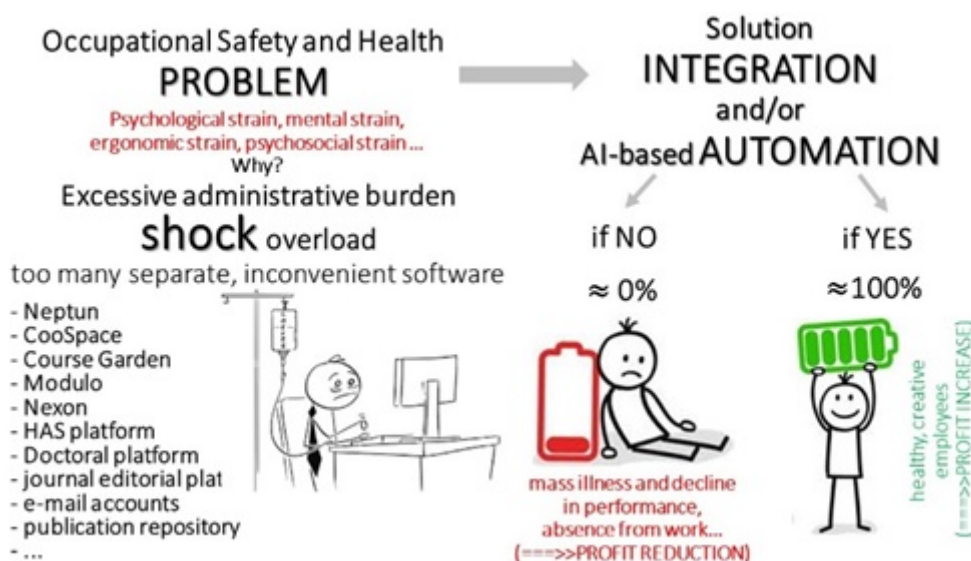 Occupational Safety and Health
PROBLEM
Psychological strain, mental strain,
ergonomic strain, psychosocial strain ...
Why?
Excessive administrative burden
shock overload
too many separate, inconvenient software
- Neptun
- CooSpace
- Course Garden
- Modulo
- Nexon
- HAS platform
- Doctoral platform
- journal editorial plat
- e-mail accounts
- publication repository
- ...
Solution
INTEGRATION
and/or
AI-based AUTOMATION
if NO
≈ 0%
mass illness and decline
in performance,
absence from work...
(===>>PROFIT REDUCTION)
if YES
≈100%
healthy, creative
employees
(===>>PROFIT INCREASE)